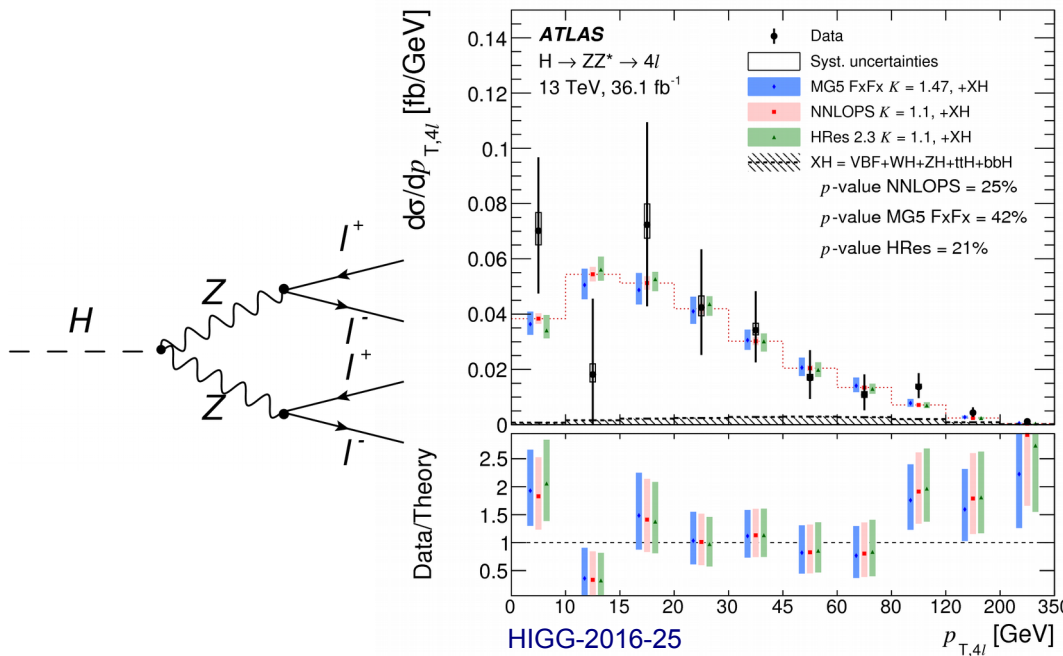 H
Z
Z
l+
l-
l+
l-
dσ/dp_T,4l [fb/GeV]
0.14
0.12
0.1
0.08
0.06
0.04
0.02
0
ATLAS
H → ZZ* → 4l
13 TeV, 36.1 fb⁻¹
Data
Syst. uncertainties
MG5 FxFx K = 1.47, +XH
NNLOPS K = 1.1, +XH
HRes 2.3 K = 1.1, +XH
XH = VBF+WH+ZH+ttH+bbH
p-value NNLOPS = 25%
p-value MG5 FxFx = 42%
p-value HRes = 21%
Data/Theory
2.5
2
1.5
1
0.5
0 10 15 20 30 45 60 80 120 200 350
HIGG-2016-25
p_T,4l [GeV]